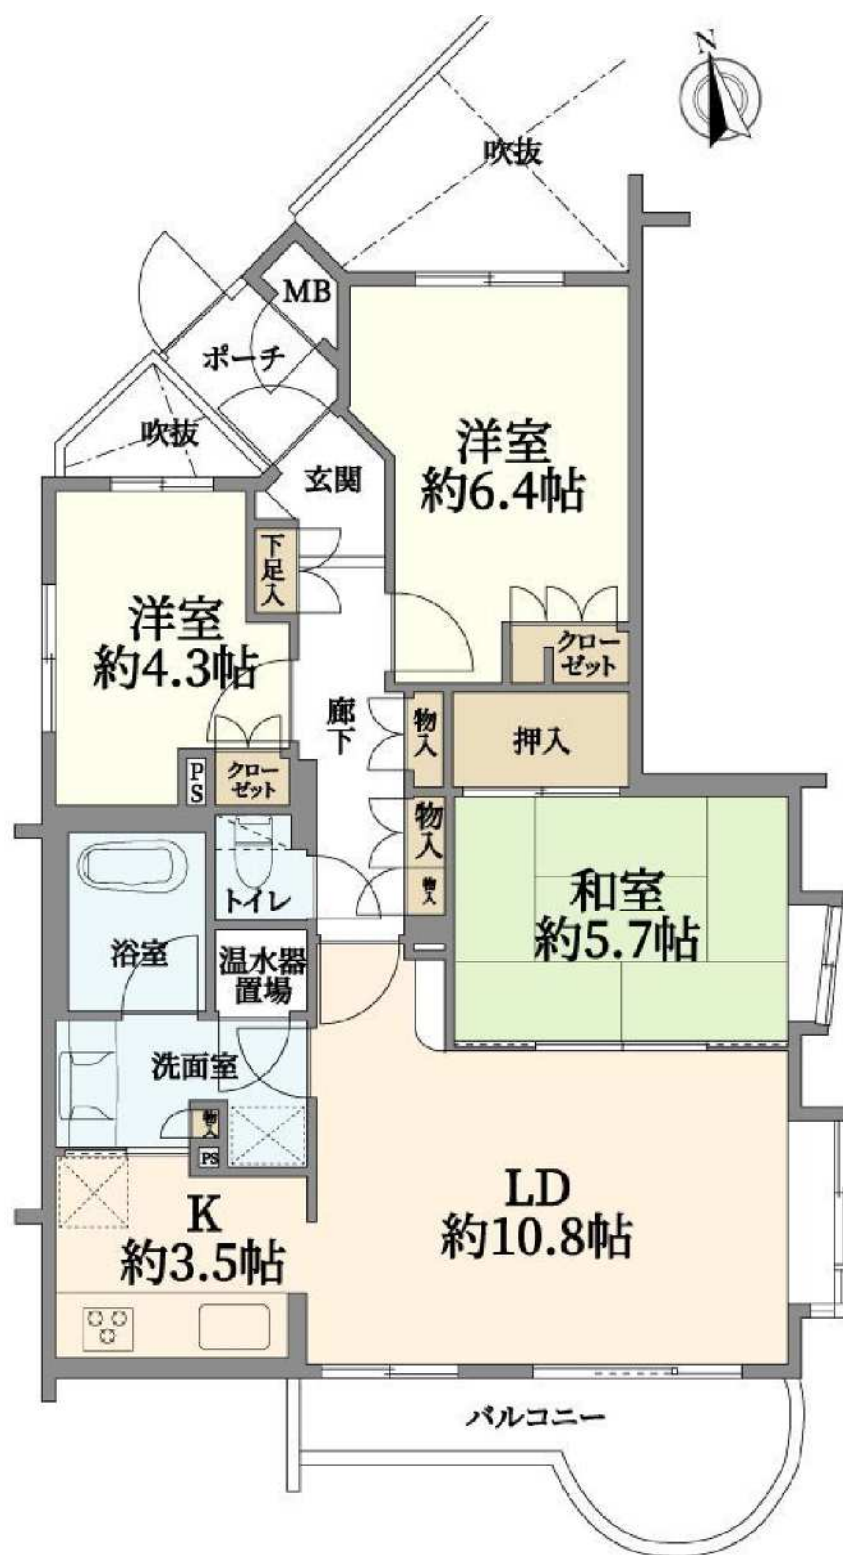 N
吹抜
MB
ポーチ
吹抜
玄関
洋室
約6.4帖
下足入
洋室
約4.3帖
クロー
ゼット
廊下
物入
押入
PS
クロー
ゼット
物入
トイレ
物入
和室
約5.7帖
浴室
温水器
置場
洗面室
物入
PS
K
約3.5帖
LD
約10.8帖
バルコニー